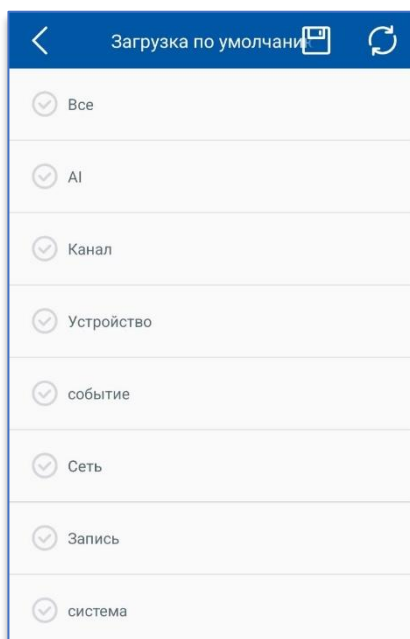 Загрузка по умолчани
Все
AI
Канал
Устройство
событие
Сеть
Запись
система